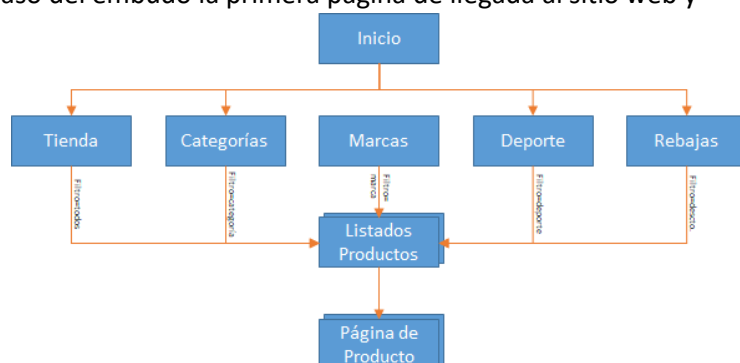 aso del embudo la primera página de llegada al sitio web y
Inicio
Tienda
Categorías
Marcas
Deporte
Rebajas
Filtro=todos
Filtro=categoría
Filtro=
marca
Filtro=deporte
Filtro=descto.
Listados
Productos
Página de
Producto